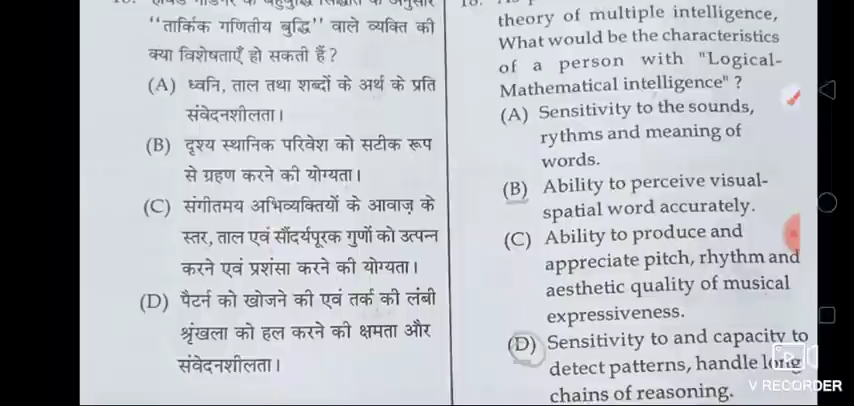 "तार्किक गणितीय बुद्धि" वाले व्यक्ति की
क्या विशेषताएँ हो सकती हैं ?
(A) ध्वनि, ताल तथा शब्दों के अर्थ के प्रति
संवेदनशीलता।
(B) दृश्य स्थानिक परिवेश को सटीक रूप
से ग्रहण करने की योग्यता।
(C) संगीतमय अभिव्यक्तियों के आवाज़ के
स्तर, ताल एवं सौंदर्यपूरक गुणों को उत्पन्न
करने एवं प्रशंसा करने की योग्यता।
(D) पैटर्न को खोजने की एवं तर्क की लंबी
श्रृंखला को हल करने की क्षमता और
संवेदनशीलता।
theory of multiple intelligence,
What would be the characteristics
of a person with "Logical-
Mathematical intelligence" ?
(A) Sensitivity to the sounds,
rythms and meaning of
words.
(B) Ability to perceive visual-
spatial word accurately.
(C) Ability to produce and
appreciate pitch, rhythm and
aesthetic quality of musical
expressiveness.
(D) Sensitivity to and capacity to
detect patterns, handle long
chains of reasoning.
V RECORDER